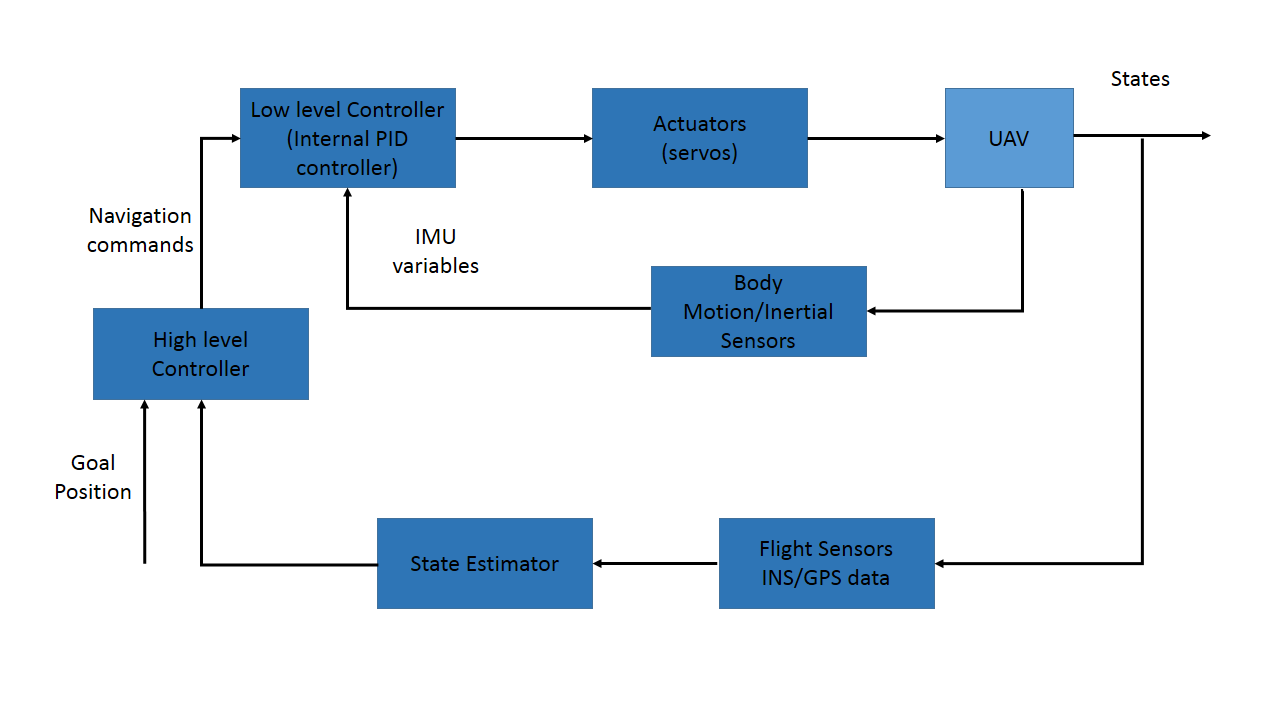 States
Low level Controller
(Internal PID
controller)
Actuators
(servos)
UAV
Navigation
commands
IMU
variables
Body
Motion/Inertial
Sensors
High level
Controller
Goal
Position
State Estimator
Flight Sensors
INS/GPS data